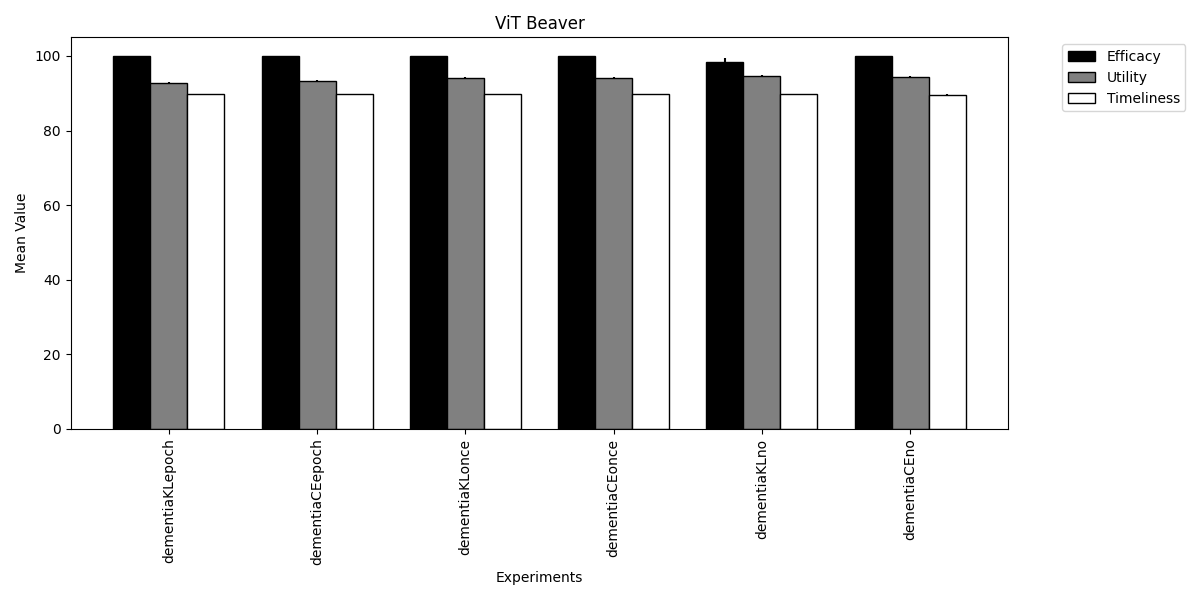 ViT Beaver
Efficacy
Utility
Timeliness
Mean Value
100
80
60
40
20
0
dementiaKLepoch
dementiaCEepoch
dementiaKLonce
dementiaCEonce
dementiaKLno
dementiaCEno
Experiments